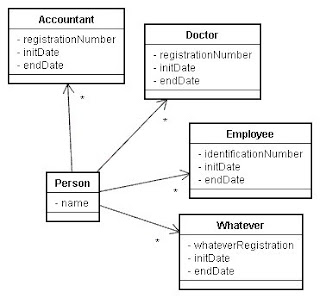 Accountant
- registrationNumber
- initDate
- endDate
*
Doctor
- registrationNumber
- initDate
- endDate
*
Employee
- identificationNumber
- initDate
- endDate
*
Person
- name
Whatever
- whateverRegistration
- initDate
- endDate
*